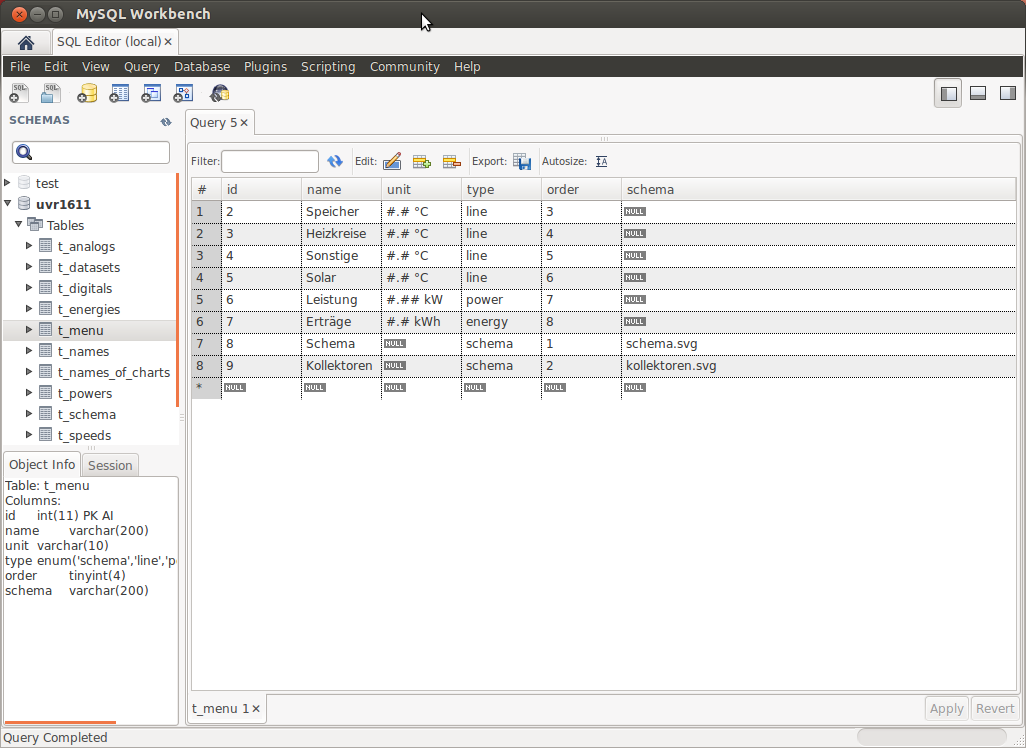 MySQL Workbench
SQL Editor (local)
File Edit View Query Database Plugins Scripting Community Help
SQL SQL
SCHEMAS
test
uvr1611
Tables
t_analogs
t_datasets
t_digitals
t_energies
t_menu
t_names
t_names_of_charts
t_powers
t_schema
t_speeds
Object Info Session
Table: t_menu
Columns:
id int(11) PK AI
name varchar(200)
unit varchar(10)
type enum('schema','line','p
order tinyint(4)
schema varchar(200)
Query 5
Filter: Edit: Export: Autosize:
# id name unit type order schema
1 2 Speicher #.# °C line 3 NULL
2 3 Heizkreise #.# °C line 4 NULL
3 4 Sonstige #.# °C line 5 NULL
4 5 Solar #.# °C line 6 NULL
5 6 Leistung #.## kW power 7 NULL
6 7 Erträge #.# kWh energy 8 NULL
7 8 Schema NULL schema 1 schema.svg
8 9 Kollektoren NULL schema 2 kollektoren.svg
* NULL NULL NULL NULL NULL NULL
t_menu 1
Apply Revert
Query Completed